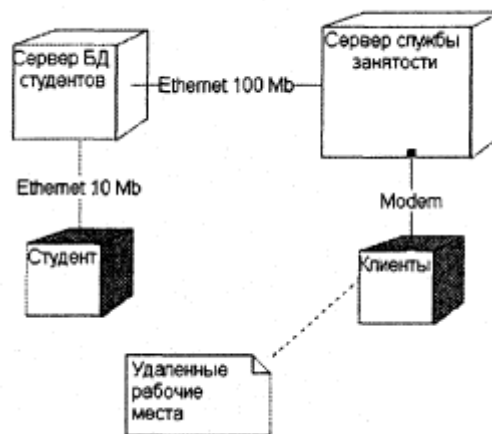 Сервер БД
студентов
Ethernet 100 Mb
Сервер службы
занятости
Ethernet 10 Mb
Modem
Студент
Клиенты
Удаленные
рабочие
места